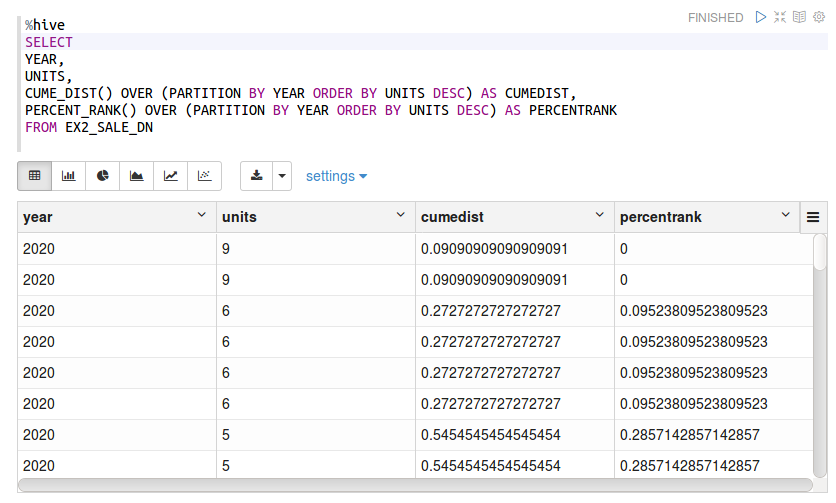 FINISHED
%hive
SELECT
YEAR,
UNITS,
CUME_DIST() OVER (PARTITION BY YEAR ORDER BY UNITS DESC) AS CUMEDIST,
PERCENT_RANK() OVER (PARTITION BY YEAR ORDER BY UNITS DESC) AS PERCENTRANK
FROM EX2_SALE_DN
settings
year units cumedist percentrank
2020 9 0.09090909090909091 0
2020 9 0.09090909090909091 0
2020 6 0.2727272727272727 0.09523809523809523
2020 6 0.2727272727272727 0.09523809523809523
2020 6 0.2727272727272727 0.09523809523809523
2020 6 0.2727272727272727 0.09523809523809523
2020 5 0.5454545454545454 0.2857142857142857
2020 5 0.5454545454545454 0.2857142857142857